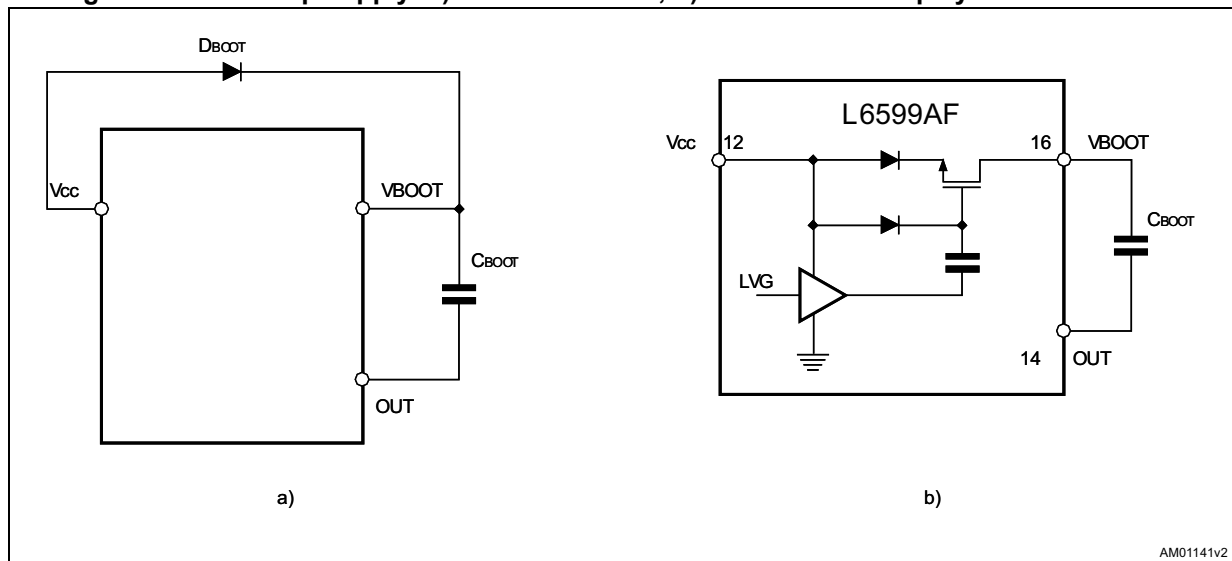 DBOOT
Vcc
VBOOT
CBOOT
OUT
a)
L6599AF
Vcc 12
16 VBOOT
CBOOT
LVG
14 OUT
b)
AM01141v2